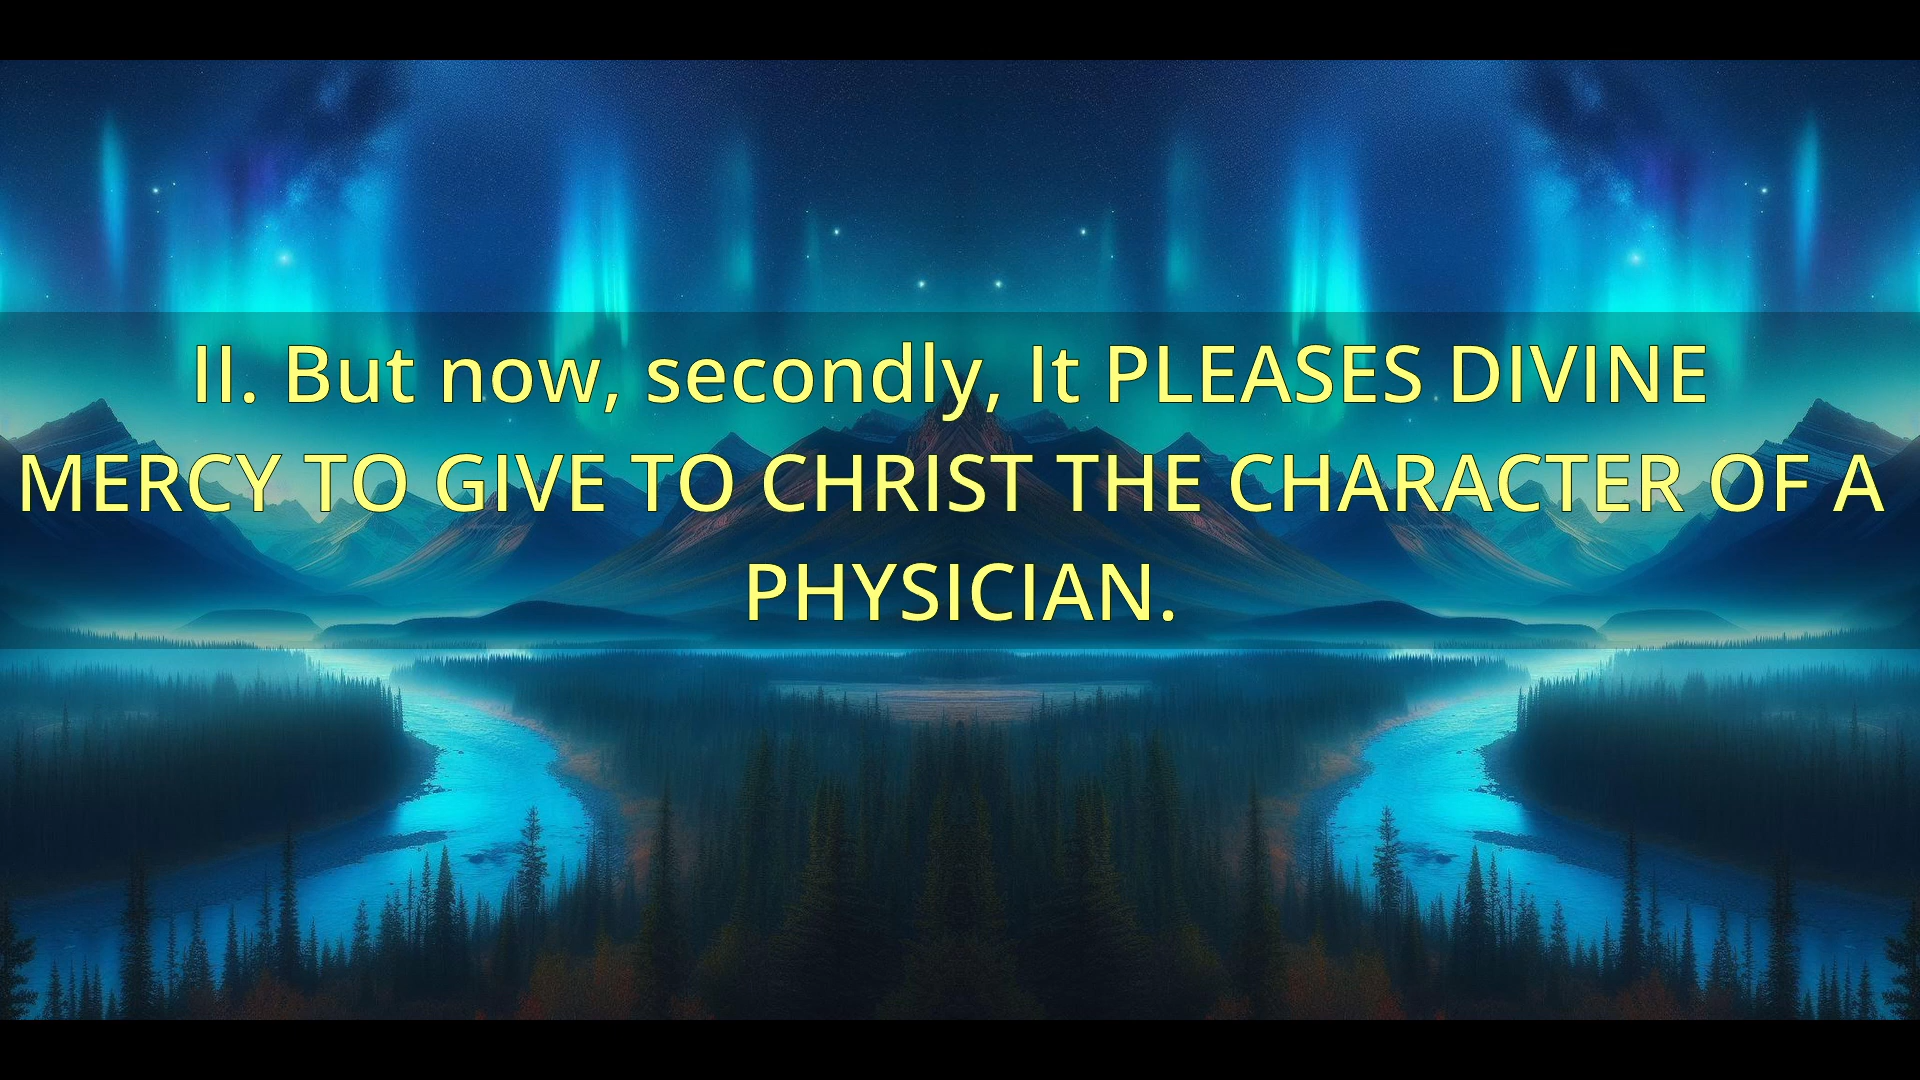 II. But now, secondly, It PLEASES DIVINE
MERCY TO GIVE TO CHRIST THE CHARACTER OF A
PHYSICIAN.